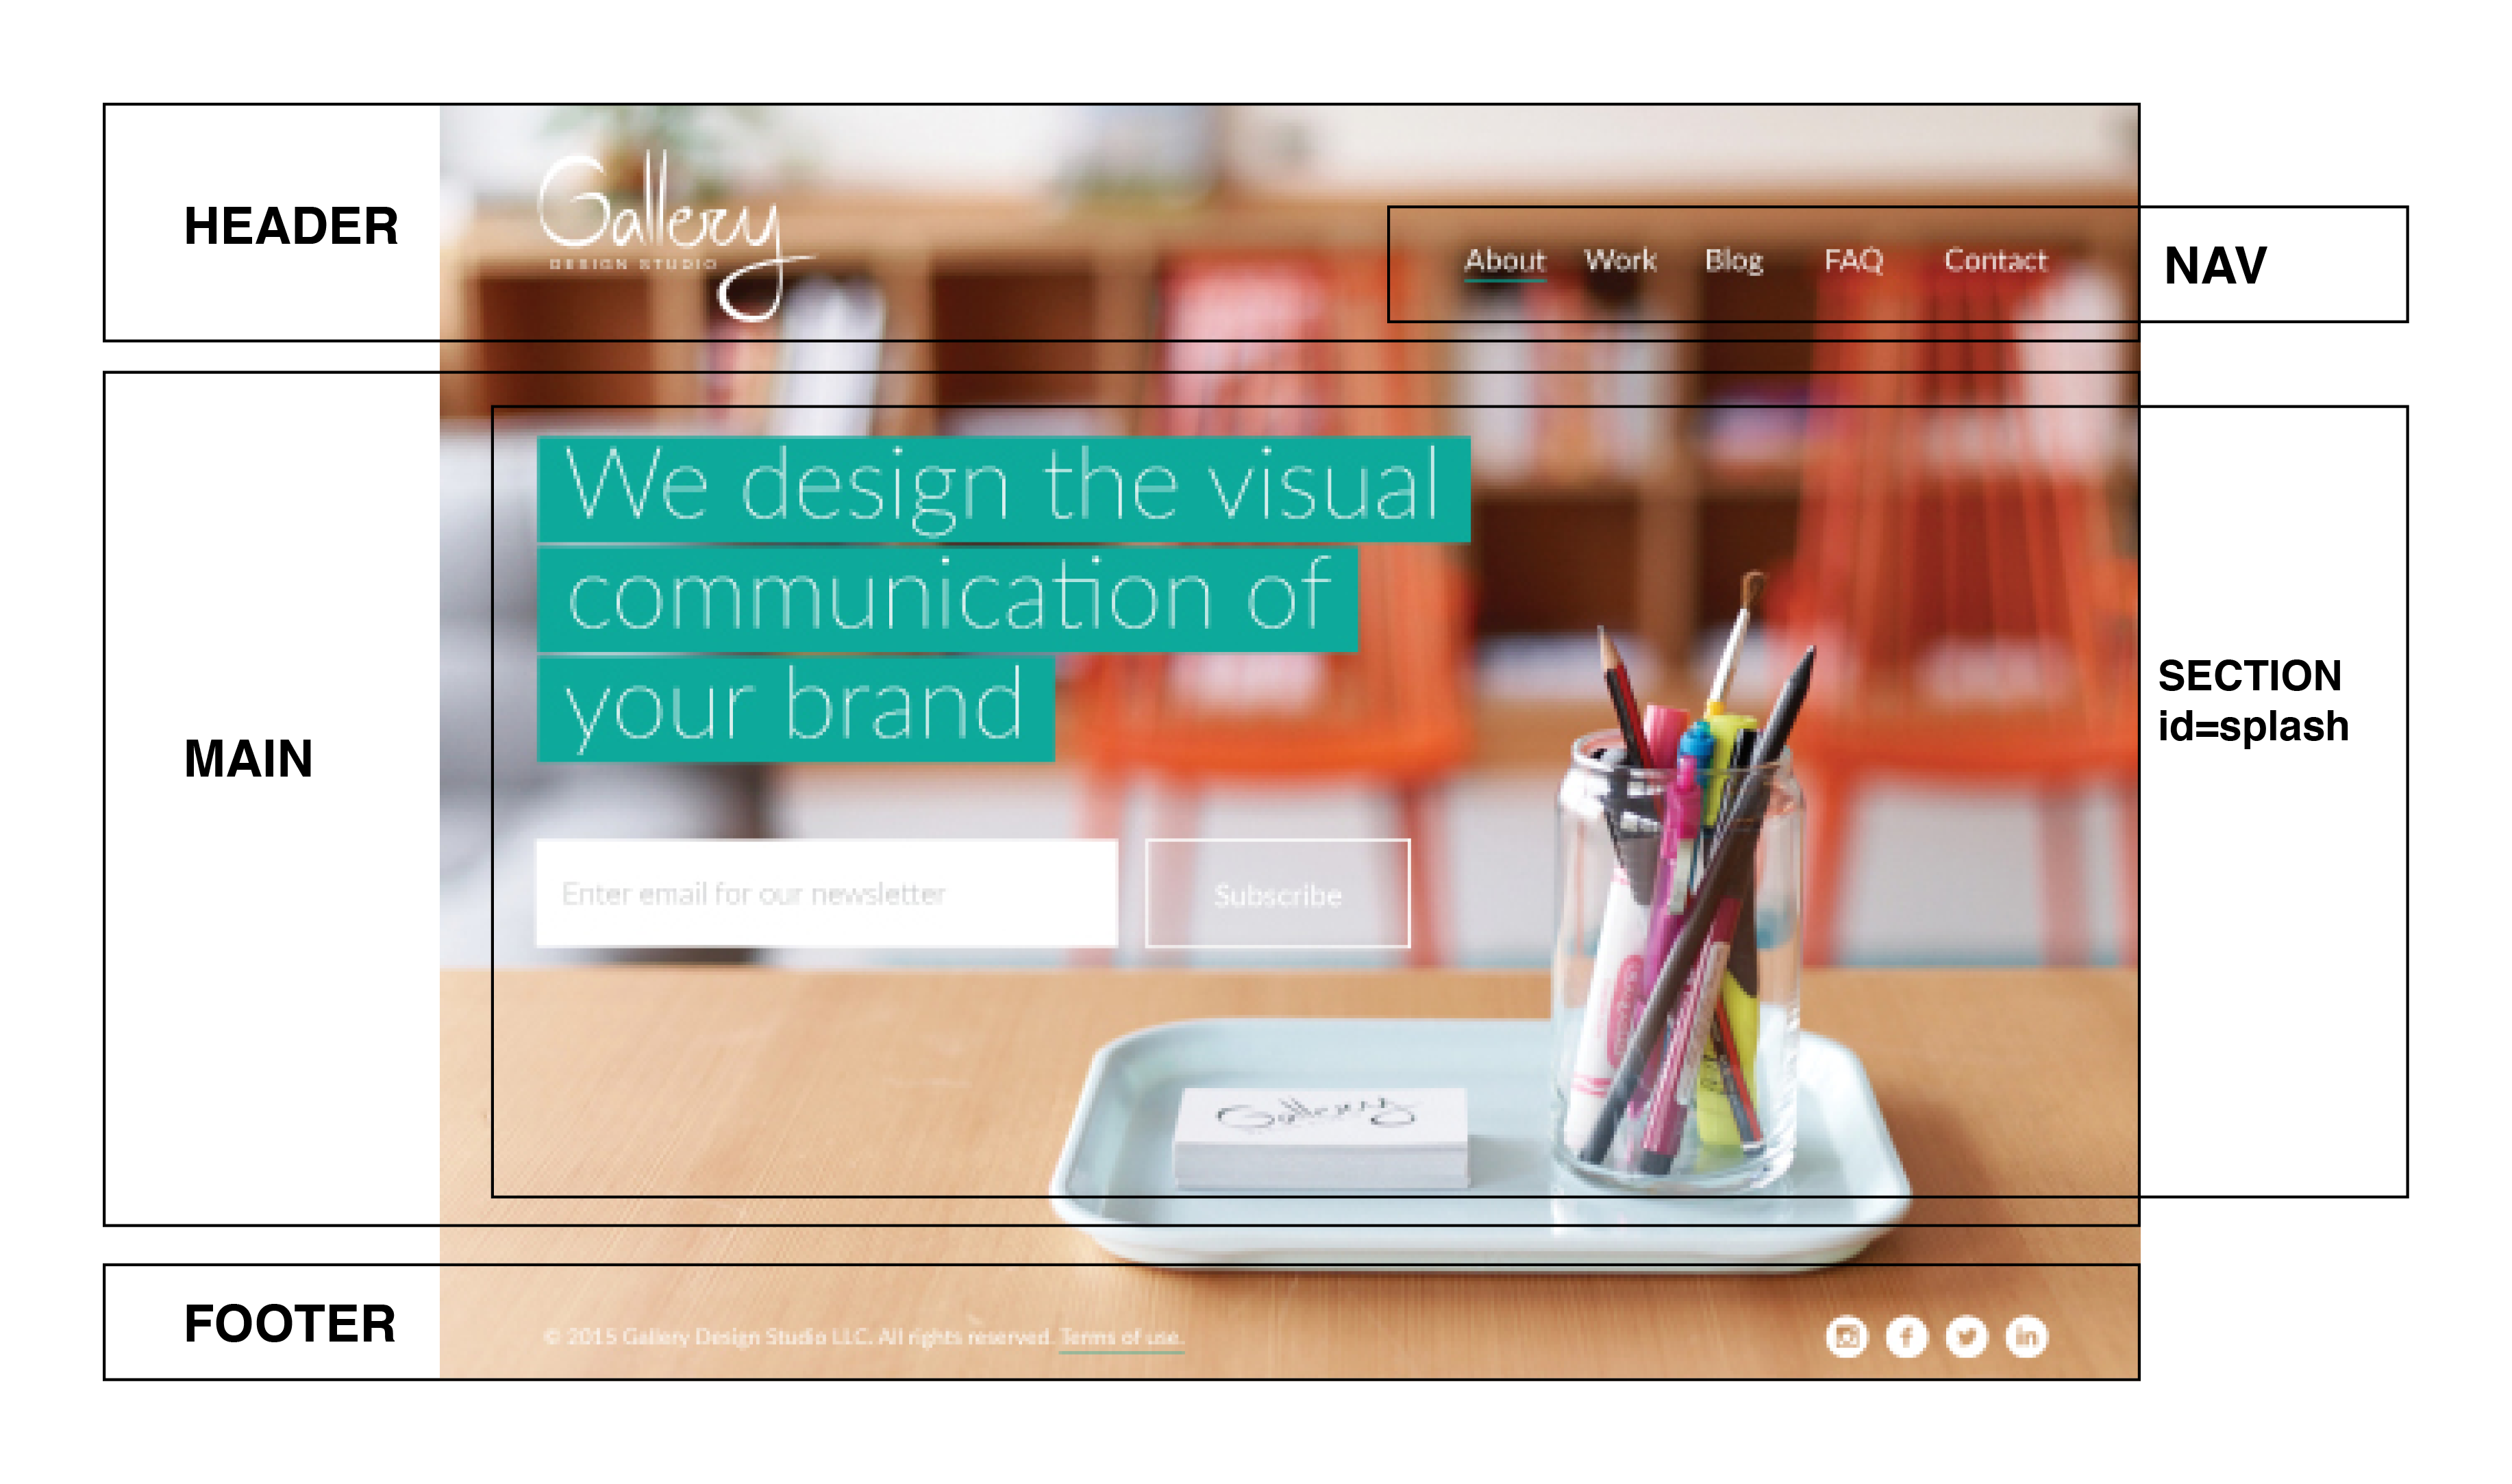 HEADER
Gallery
DESIGN STUDIO
About Work Blog FAQ Contact
NAV
We design the visual
communication of
your brand
SECTION
id=splash
MAIN
Enter email for our newsletter
Subscribe
Gallery
FOOTER
© 2015 Gallery Design Studio LLC. All rights reserved. Terms of use.